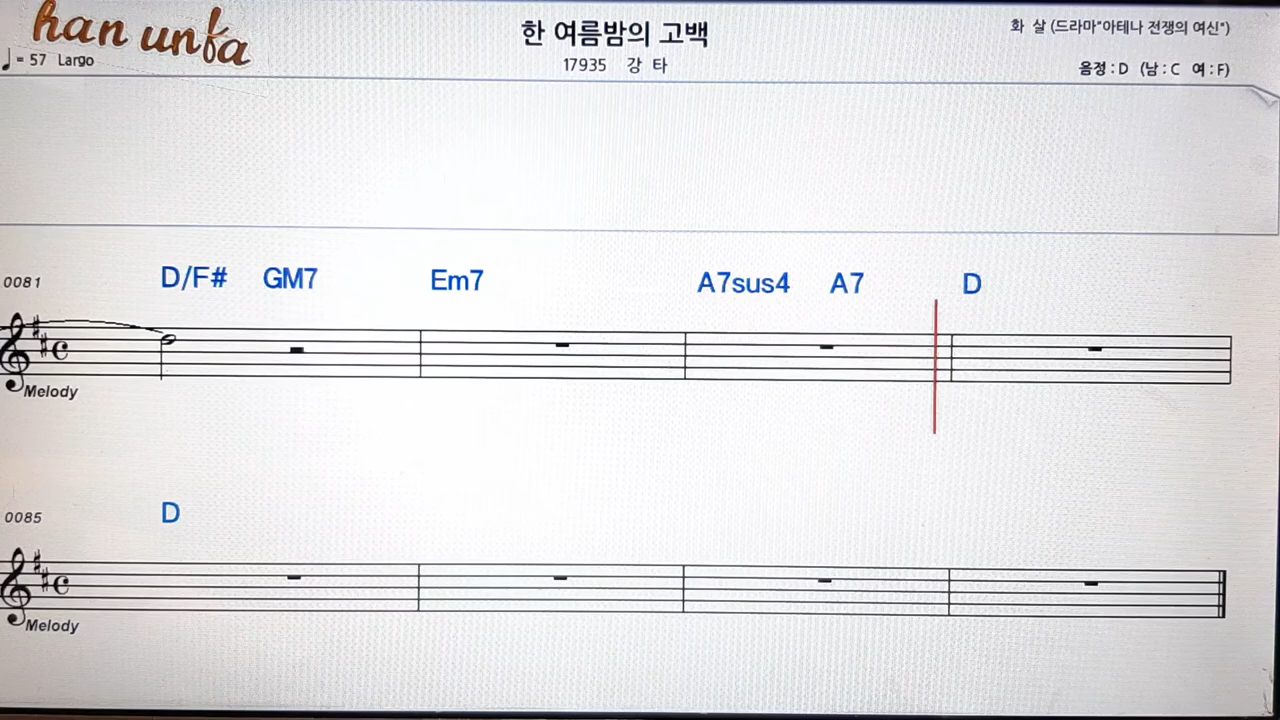 han unfa
♩= 57 Largo
한 여름밤의 고백
17935 강 타
화 살 (드라마"아테나 전쟁의 여신")
음정 : D (남 : C 여 : F)
0081 D/F# GM7 Em7 A7sus4 A7 D
Melody
0085 D
Melody